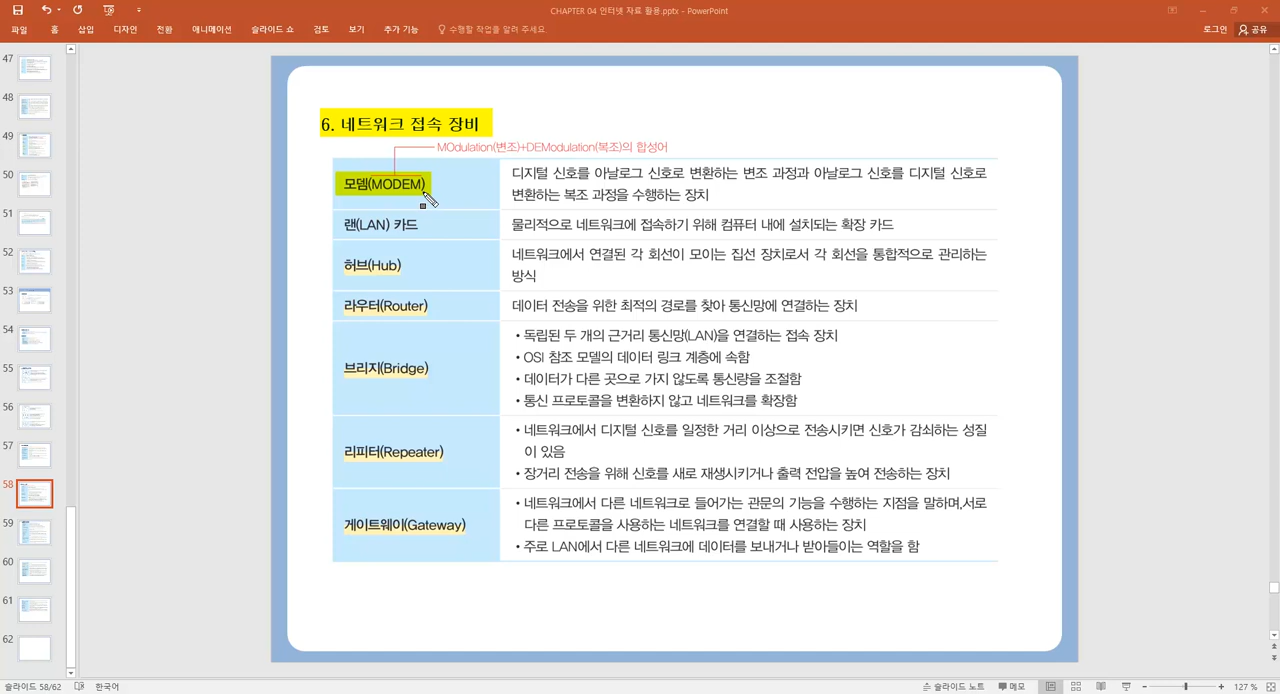 CHAPTER 04 인터넷 자료 활용.pptx - PowerPoint
파일 홈 삽입 디자인 전환 애니메이션 슬라이드 쇼 검토 보기 추가 기능 수행할 작업을 알려 주세요. 로그인 공유
47
48
49
50
51
52
53
54
55
56
57
58
59
60
61
62
6. 네트워크 접속 장비
MOdulation(변조)+DEModulation(복조)의 합성어
모뎀(MODEM)
디지털 신호를 아날로그 신호로 변환하는 변조 과정과 아날로그 신호를 디지털 신호로
변환하는 복조 과정을 수행하는 장치
랜(LAN) 카드
물리적으로 네트워크에 접속하기 위해 컴퓨터 내에 설치되는 확장 카드
허브(Hub)
네트워크에서 연결된 각 회선이 모이는 집선 장치로서 각 회선을 통합적으로 관리하는
방식
라우터(Router)
데이터 전송을 위한 최적의 경로를 찾아 통신망에 연결하는 장치
브리지(Bridge)
• 독립된 두 개의 근거리 통신망(LAN)을 연결하는 접속 장치
• OSI 참조 모델의 데이터 링크 계층에 속함
• 데이터가 다른 곳으로 가지 않도록 통신량을 조절함
• 통신 프로토콜을 변환하지 않고 네트워크를 확장함
리피터(Repeater)
• 네트워크에서 디지털 신호를 일정한 거리 이상으로 전송시키면 신호가 감쇠하는 성질
이 있음
• 장거리 전송을 위해 신호를 새로 재생시키거나 출력 전압을 높여 전송하는 장치
게이트웨이(Gateway)
• 네트워크에서 다른 네트워크로 들어가는 관문의 기능을 수행하는 지점을 말하며,서로
다른 프로토콜을 사용하는 네트워크를 연결할 때 사용하는 장치
• 주로 LAN에서 다른 네트워크에 데이터를 보내거나 받아들이는 역할을 함
슬라이드 58/62 한국어 슬라이드 노트 메모 127 %